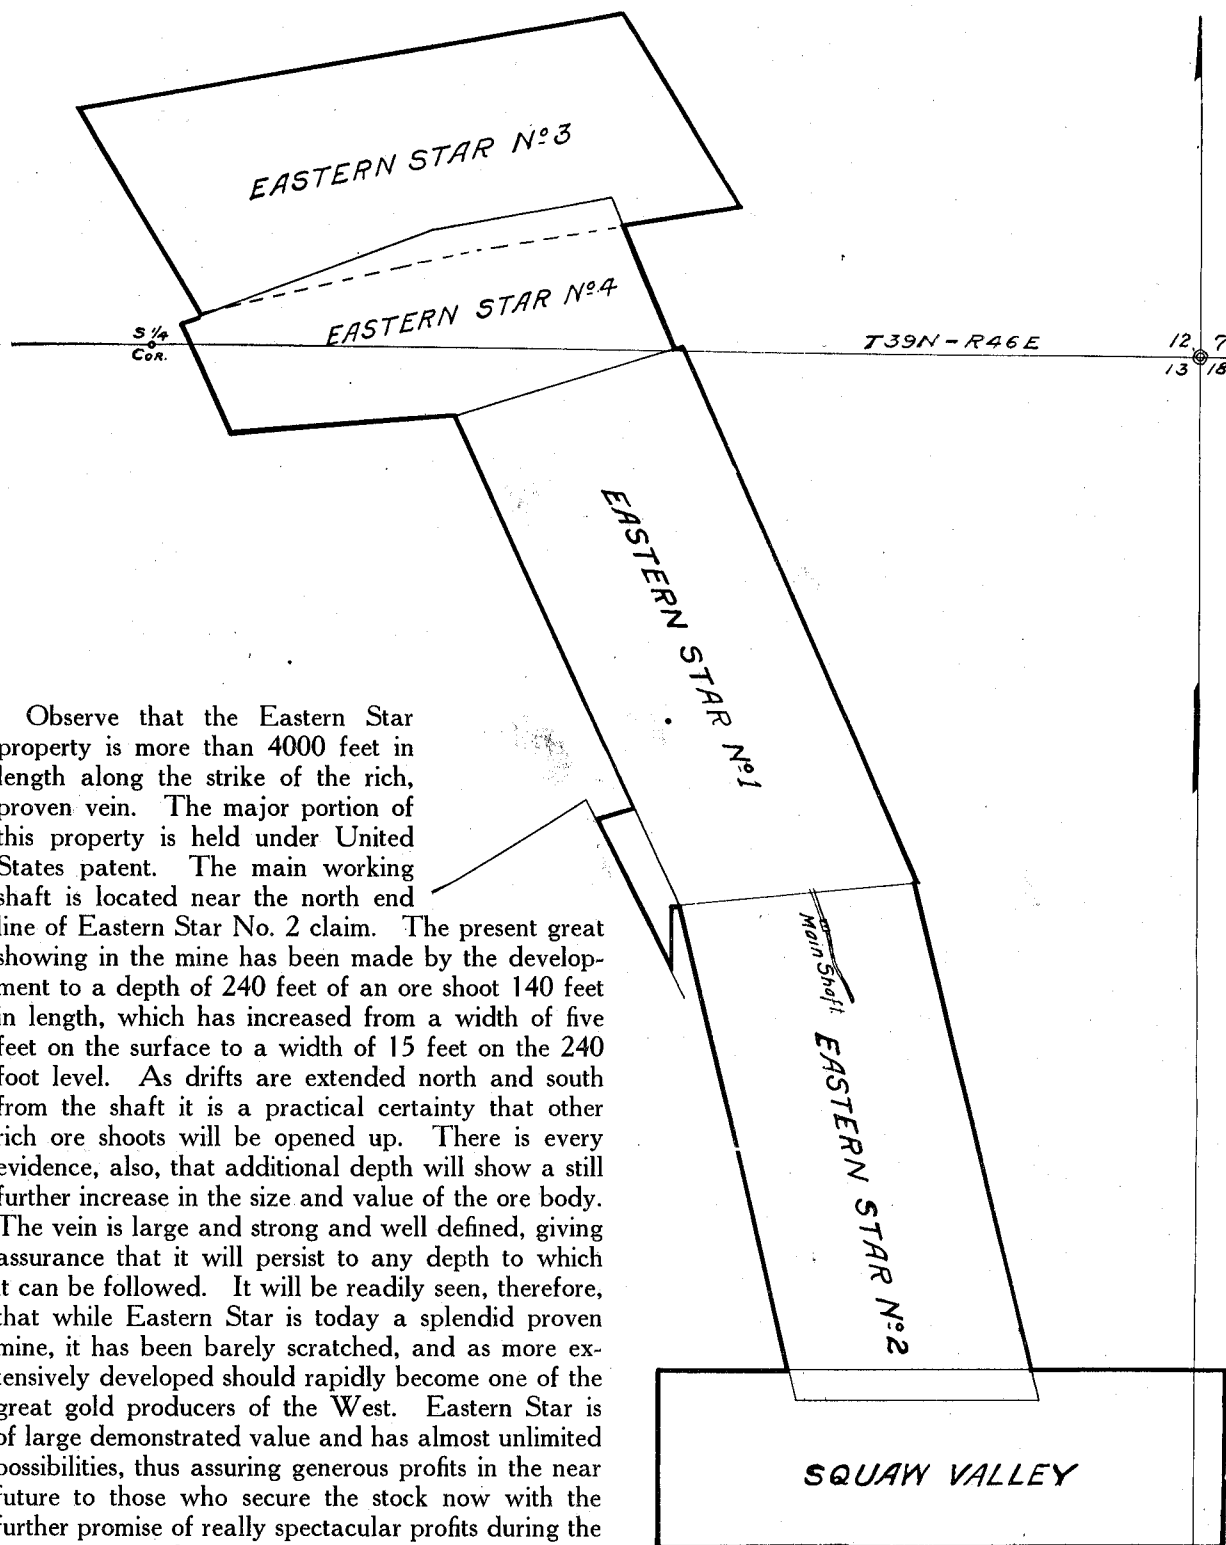 EASTERN STAR Nº3
EASTERN STAR Nº4
S 1/4
COR.
T39N - R46E
12 7
13 18
EASTERN STAR Nº1
Observe that the Eastern Star
property is more than 4000 feet in
length along the strike of the rich,
proven vein. The major portion of
this property is held under United
States patent. The main working
shaft is located near the north end
line of Eastern Star No. 2 claim. The present great
showing in the mine has been made by the develop-
ment to a depth of 240 feet of an ore shoot 140 feet
in length, which has increased from a width of five
feet on the surface to a width of 15 feet on the 240
foot level. As drifts are extended north and south
from the shaft it is a practical certainty that other
rich ore shoots will be opened up. There is every
evidence, also, that additional depth will show a still
further increase in the size and value of the ore body.
The vein is large and strong and well defined, giving
assurance that it will persist to any depth to which
it can be followed. It will be readily seen, therefore,
that while Eastern Star is today a splendid proven
mine, it has been barely scratched, and as more ex-
tensively developed should rapidly become one of the
great gold producers of the West. Eastern Star is
of large demonstrated value and has almost unlimited
possibilities, thus assuring generous profits in the near
future to those who secure the stock now with the
further promise of really spectacular profits during the
Main Shaft.
EASTERN STAR Nº2
SQUAW VALLEY